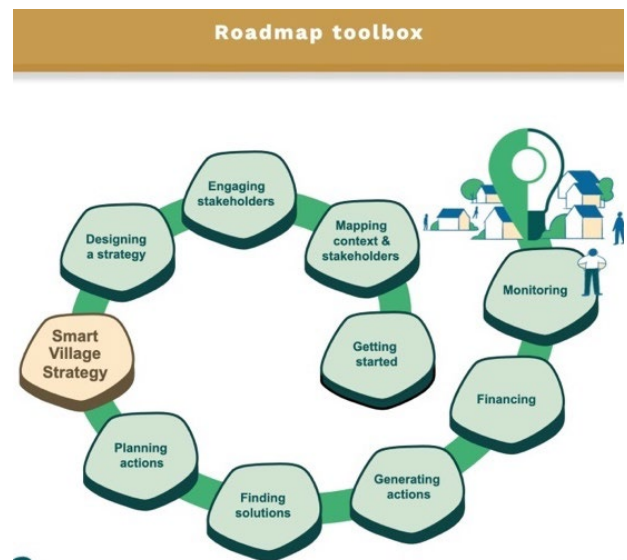 Roadmap toolbox
Engaging
stakeholders
Mapping
context &
stakeholders
Designing
a strategy
Monitoring
Smart
Village
Strategy
Getting
started
Financing
Planning
actions
Generating
actions
Finding
solutions